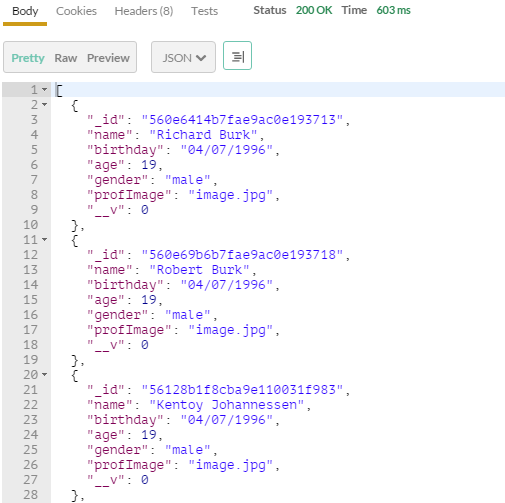 Body Cookies Headers (8) Tests Status 200 OK Time 603 ms
Pretty Raw Preview JSON
1 [
2 {
3 "_id": "560e6414b7fae9ac0e193713",
4 "name": "Richard Burk",
5 "birthday": "04/07/1996",
6 "age": 19,
7 "gender": "male",
8 "profImage": "image.jpg",
9 "__v": 0
10 },
11 {
12 "_id": "560e69b6b7fae9ac0e193718",
13 "name": "Robert Burk",
14 "birthday": "04/07/1996",
15 "age": 19,
16 "gender": "male",
17 "profImage": "image.jpg",
18 "__v": 0
19 },
20 {
21 "_id": "56128b1f8cba9e110031f983",
22 "name": "Kentoy Johannessen",
23 "birthday": "04/07/1996",
24 "age": 19,
25 "gender": "male",
26 "profImage": "image.jpg",
27 "__v": 0
28 },